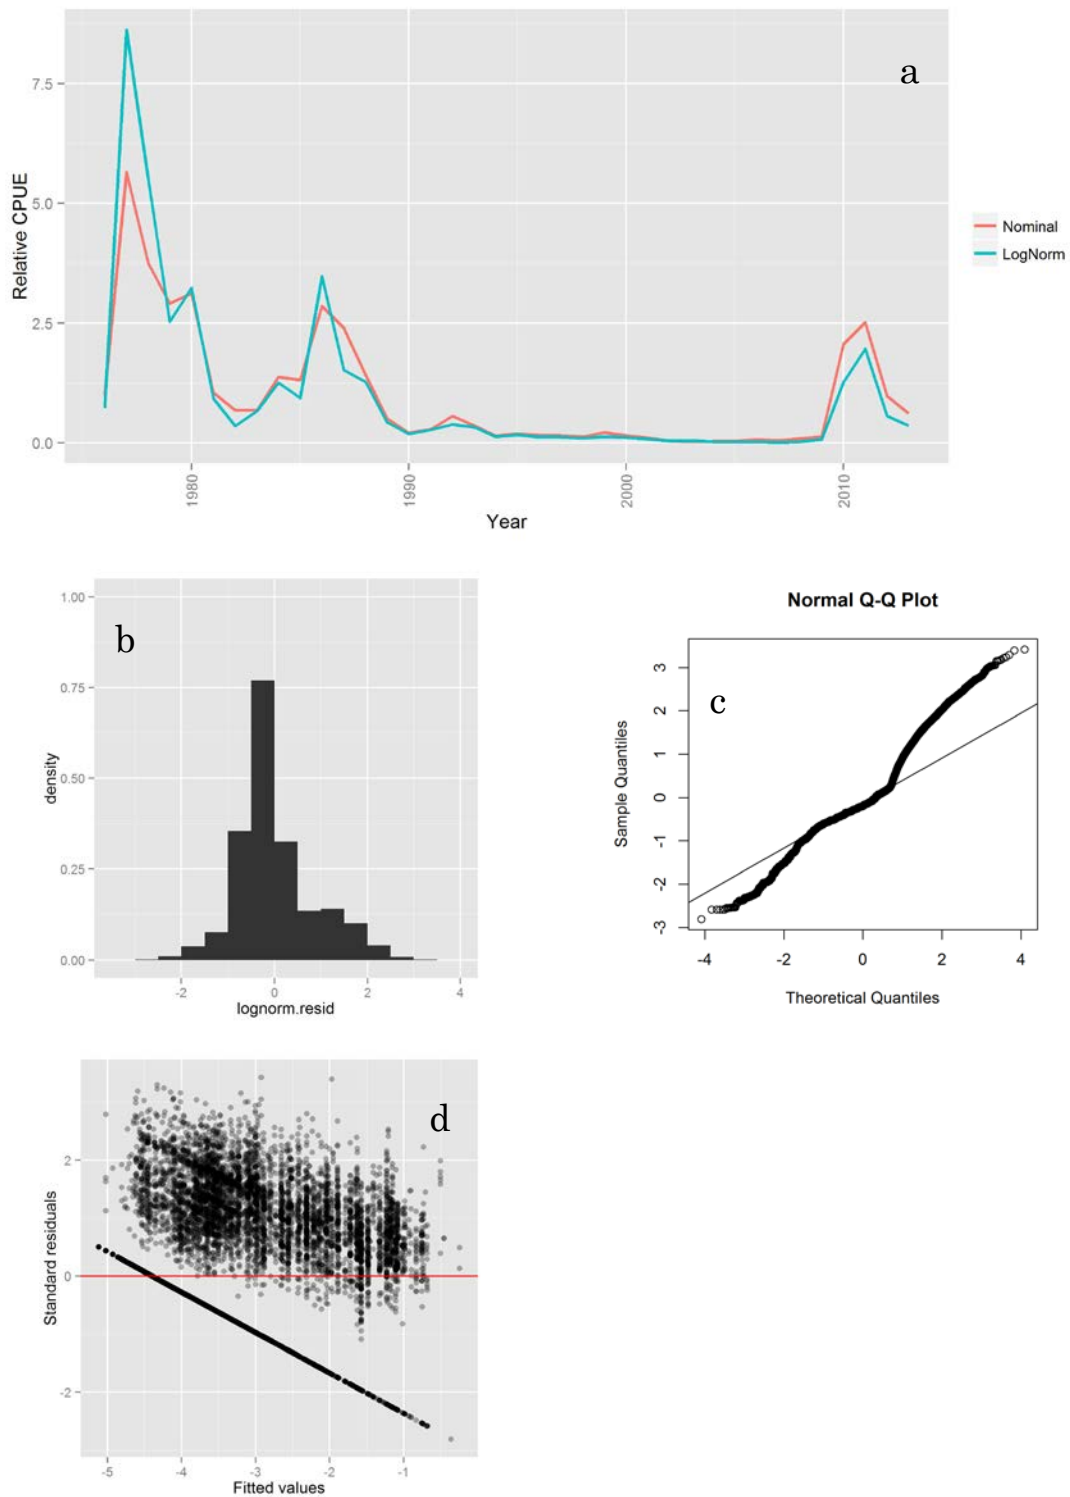 a
7.5
5.0
2.5
0.0
Relative CPUE
1980
1990
2000
2010
Year
Nominal
LogNorm
b
1.00
0.75
0.50
0.25
0.00
density
-2
0
2
4
lognorm.resid
Normal Q-Q Plot
c
3
2
1
0
-1
-2
-3
Sample Quantiles
-4
-2
0
2
4
Theoretical Quantiles
d
2
0
-2
Standard residuals
-5
-4
-3
-2
-1
Fitted values